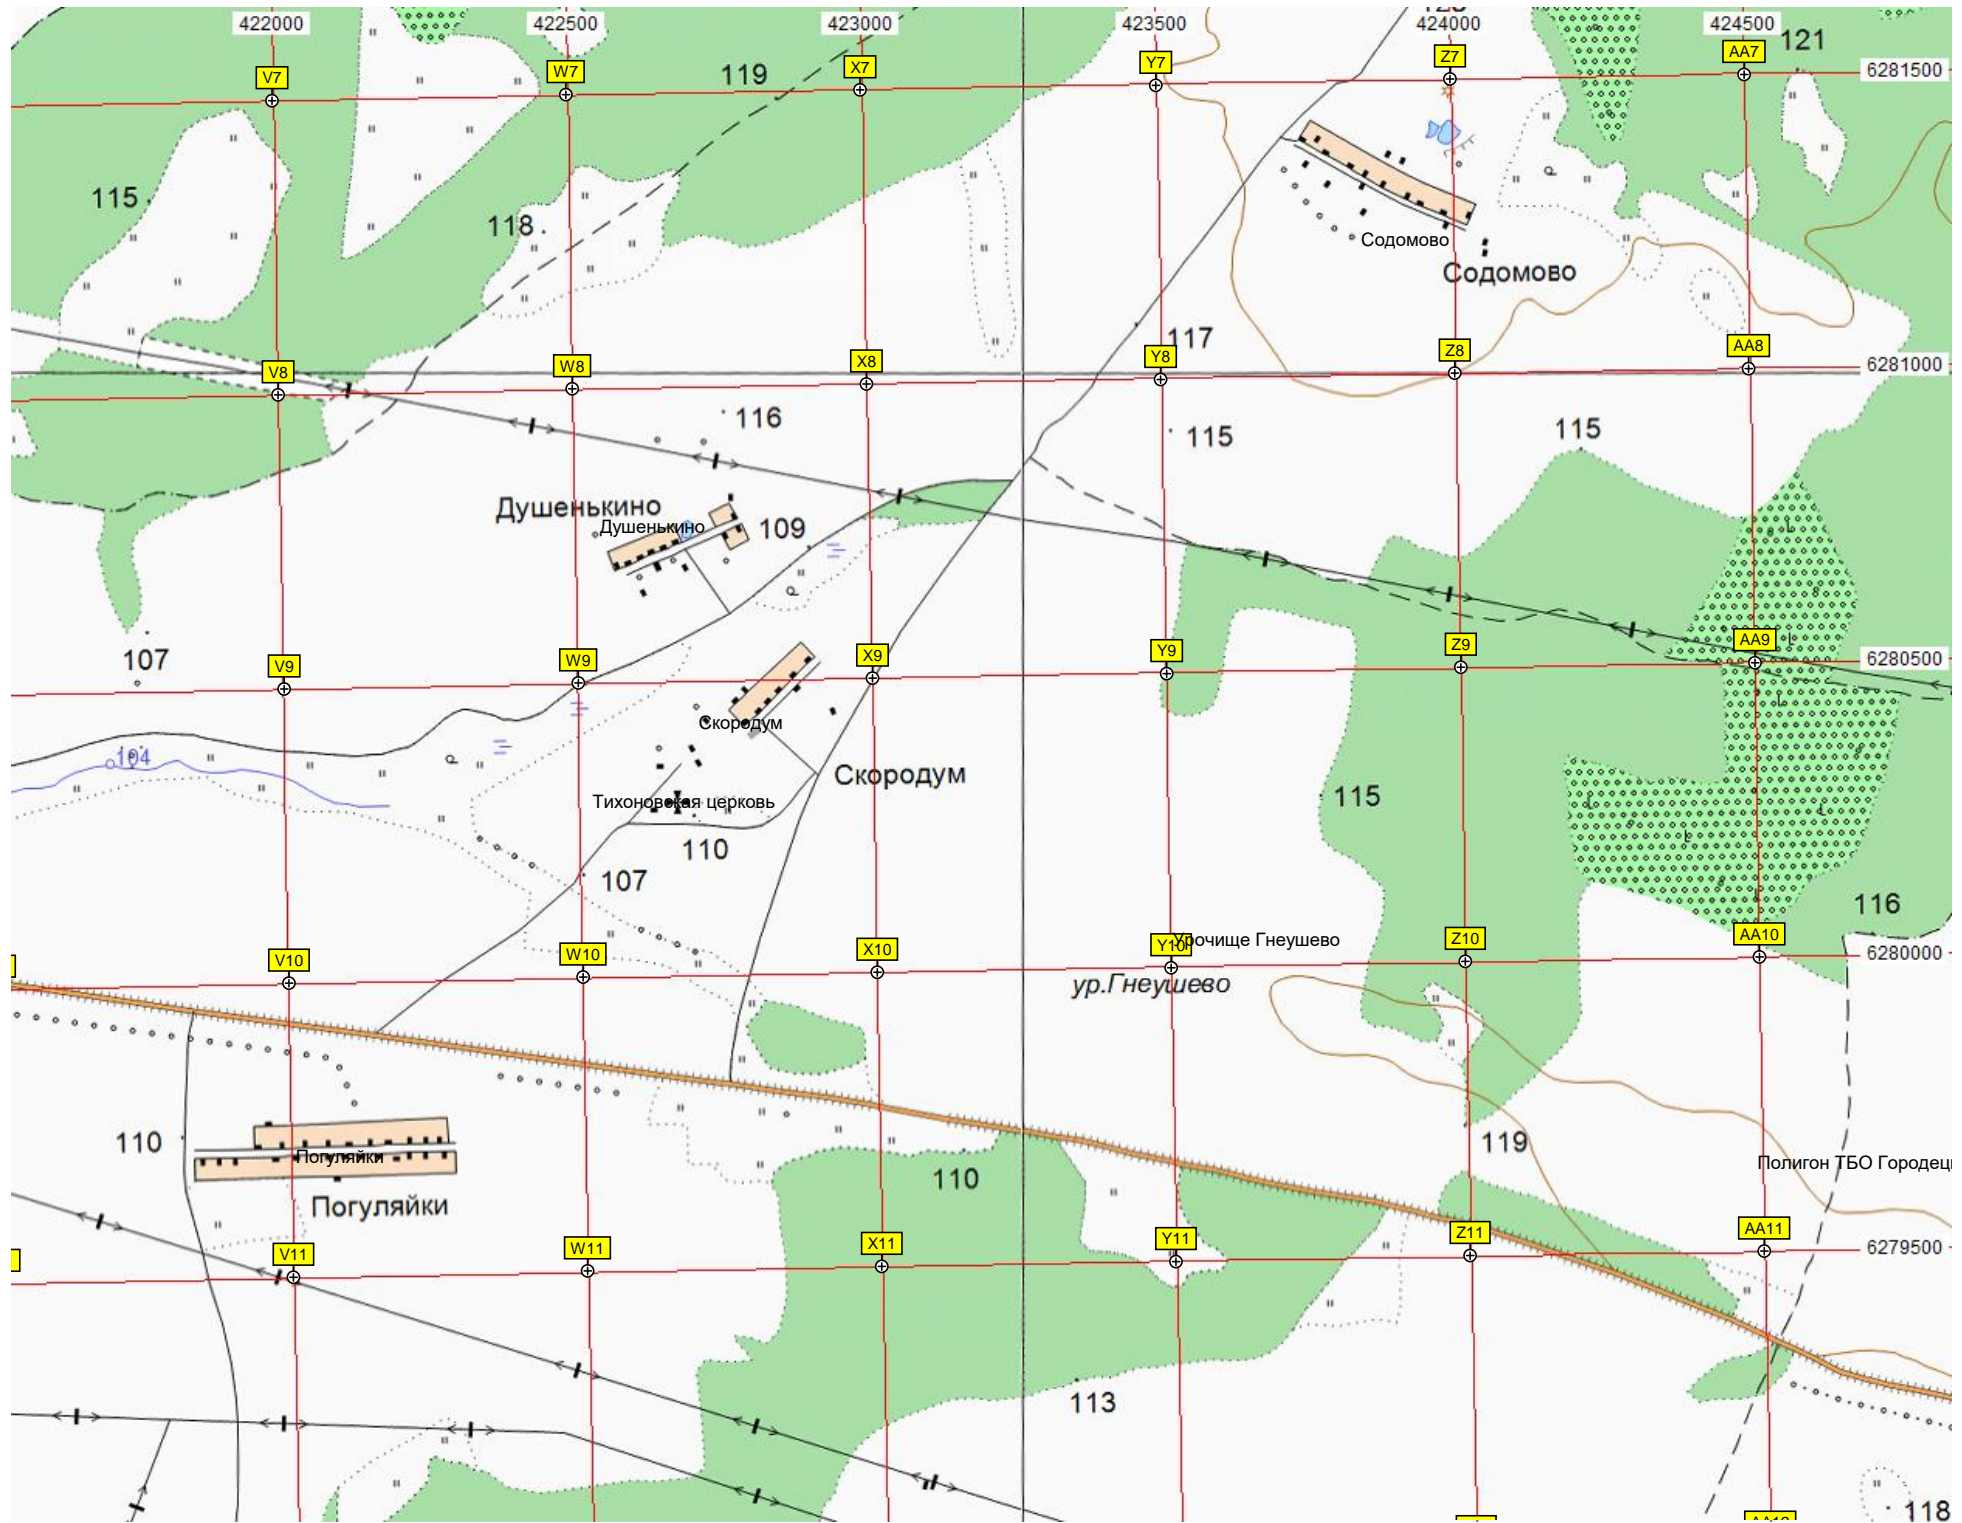 422000 422500 423000 423500 424000 424500
V7 W7 119 X7 Y7 Z7 AA7 121
6281500
115 118
Содомово
Содомово
117
V8 W8 X8 Y8 Z8 AA8
6281000
116 115 115
Душенькино
Душенькино 109
107 V9 W9 X9 Y9 Z9 AA9
6280500
Скородум
104 Скородум 115
Тихоновская церковь
110
107 116
V10 W10 X10 Y10 Урочище Гнеушево Z10 AA10
6280000
ур.Гнеушево
110 Погуляйки 119
110 Полигон ТБО Городец
Погуляйки
V11 W11 X11 Y11 Z11 AA11
6279500
113
118